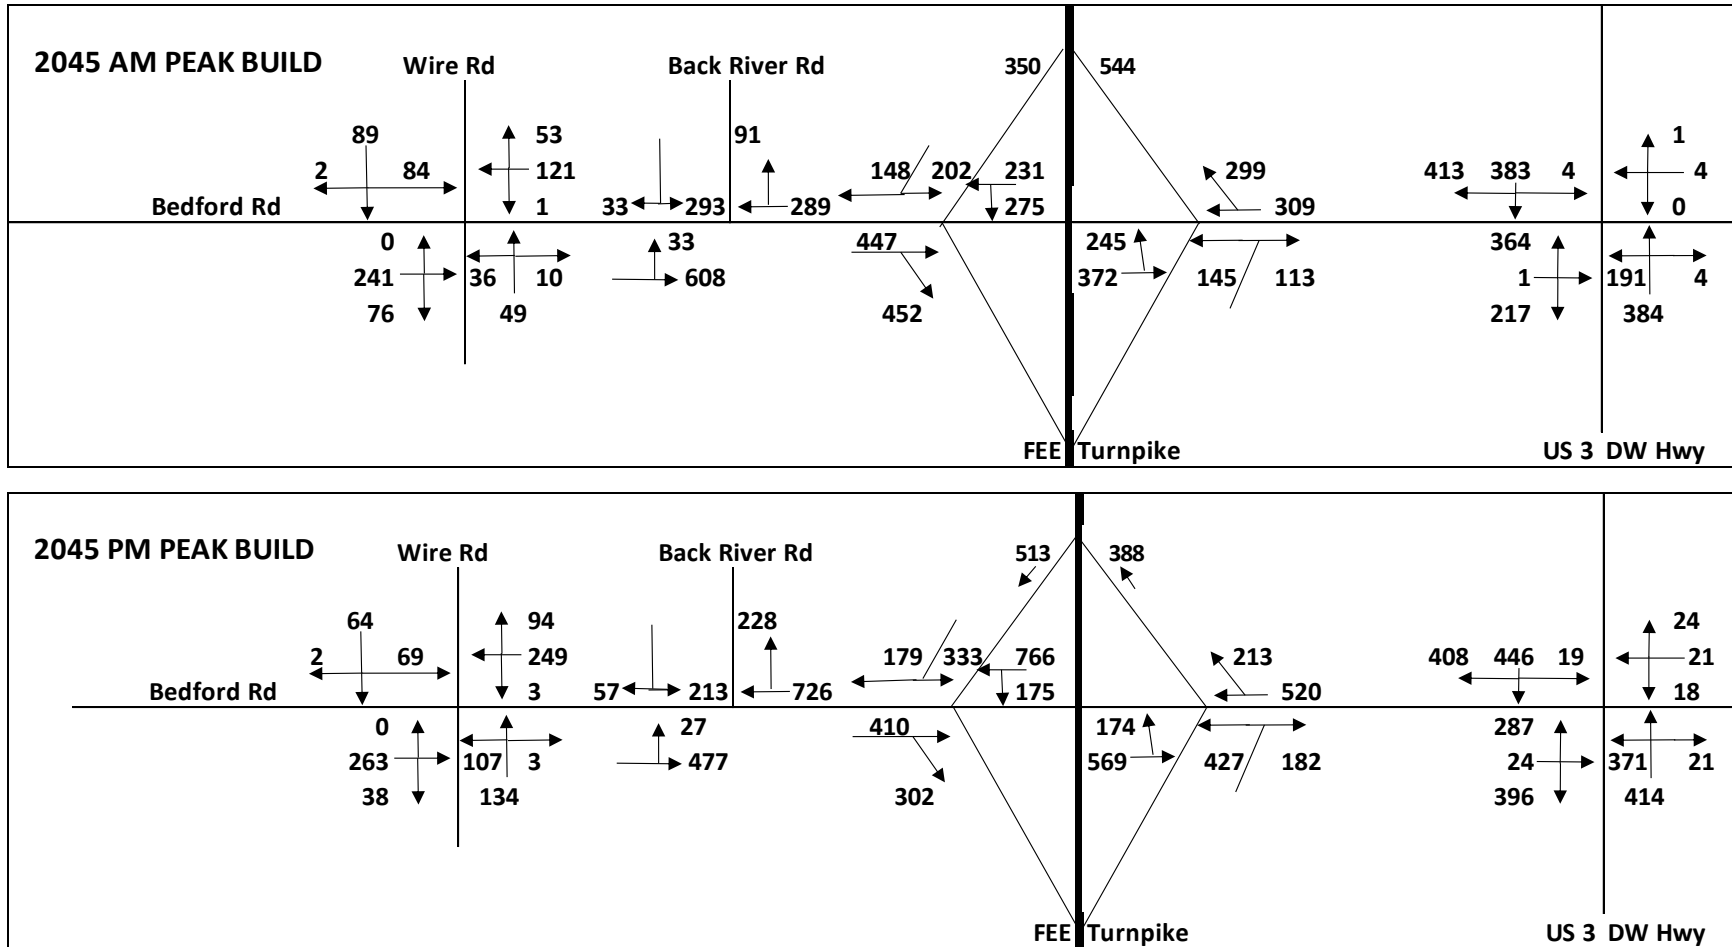 2045 AM PEAK BUILD Wire Rd Back River Rd 350 544
89 53 91 1
2 84 121 148 202 231 299 413 383 4 4
Bedford Rd 1 33 293 289 275 309 0
0 33 447 245 364
241 36 10 608 372 145 113 1 191 4
76 49 452 217 384
FEE Turnpike US 3 DW Hwy
2045 PM PEAK BUILD Wire Rd Back River Rd 513 388
64 94 228 24
2 69 249 179 333 766 213 408 446 19 21
Bedford Rd 3 57 213 726 175 520 18
0 27 410 174 287
263 107 3 477 569 427 182 24 371 21
38 134 302 396 414
FEE Turnpike US 3 DW Hwy